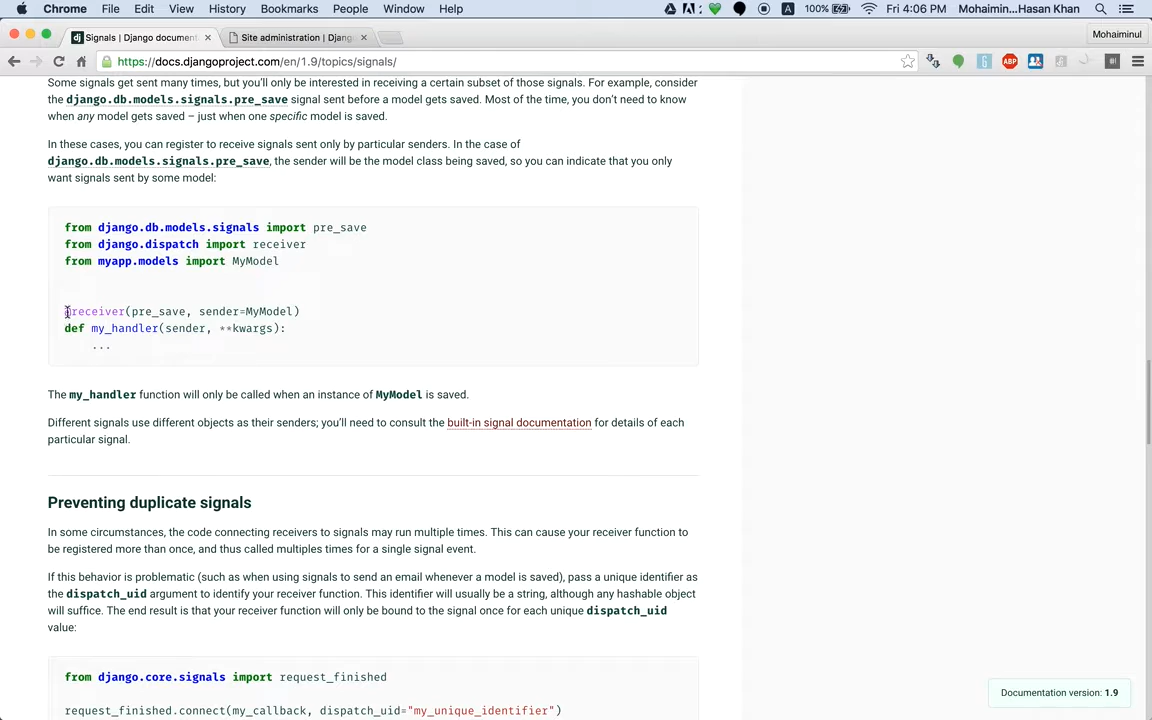 Chrome File Edit View History Bookmarks People Window Help 100% Fri 4:06 PM Mohaimin...Hasan Khan
Signals | Django document × Site administration | Djang × Mohaiminul
https://docs.djangoproject.com/en/1.9/topics/signals/ ABP
Some signals get sent many times, but you'll only be interested in receiving a certain subset of those signals. For example, consider
the django.db.models.signals.pre_save signal sent before a model gets saved. Most of the time, you don't need to know
when any model gets saved – just when one specific model is saved.
In these cases, you can register to receive signals sent only by particular senders. In the case of
django.db.models.signals.pre_save, the sender will be the model class being saved, so you can indicate that you only
want signals sent by some model:
from django.db.models.signals import pre_save
from django.dispatch import receiver
from myapp.models import MyModel
@receiver(pre_save, sender=MyModel)
def my_handler(sender, **kwargs):
...
The my_handler function will only be called when an instance of MyModel is saved.
Different signals use different objects as their senders; you'll need to consult the built-in signal documentation for details of each
particular signal.
Preventing duplicate signals
In some circumstances, the code connecting receivers to signals may run multiple times. This can cause your receiver function to
be registered more than once, and thus called multiples times for a single signal event.
If this behavior is problematic (such as when using signals to send an email whenever a model is saved), pass a unique identifier as
the dispatch_uid argument to identify your receiver function. This identifier will usually be a string, although any hashable object
will suffice. The end result is that your receiver function will only be bound to the signal once for each unique dispatch_uid
value:
from django.core.signals import request_finished
request_finished.connect(my_callback, dispatch_uid="my_unique_identifier")
Documentation version: 1.9